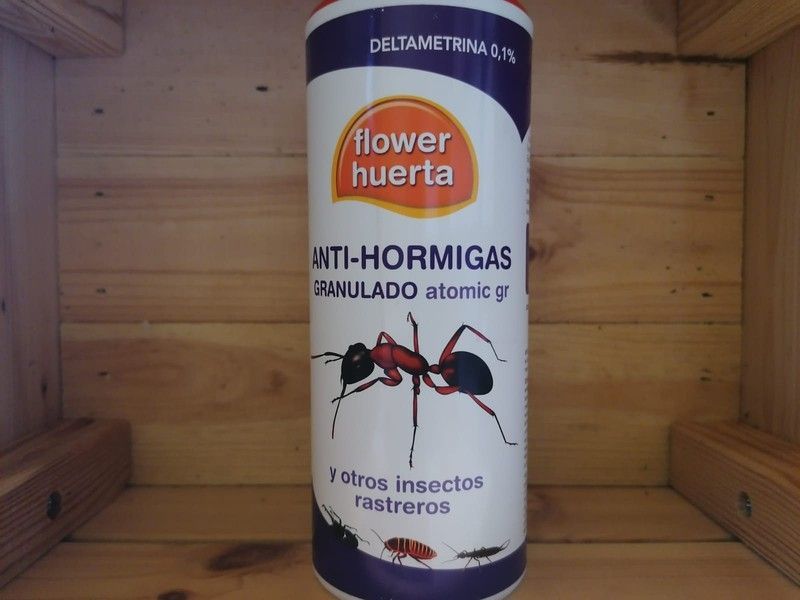 DELTAMETRINA 0,1%
flower
huerta
ANTI-HORMIGAS
GRANULADO atomic gr
y otros insectos
rastreros